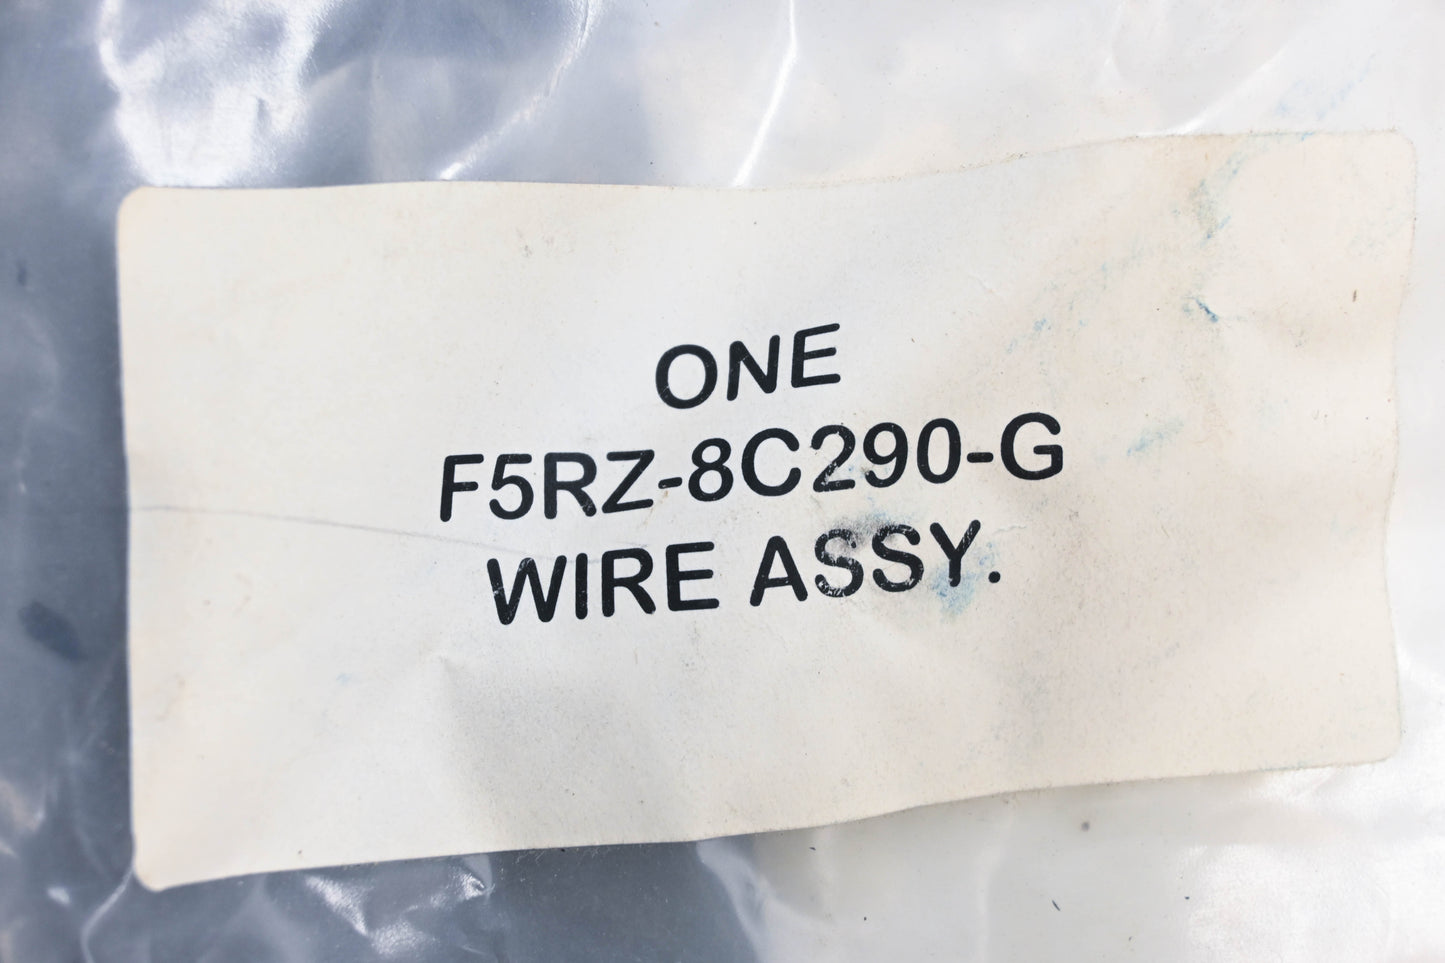 ONE
F5RZ-8C290-G
WIRE ASSY.